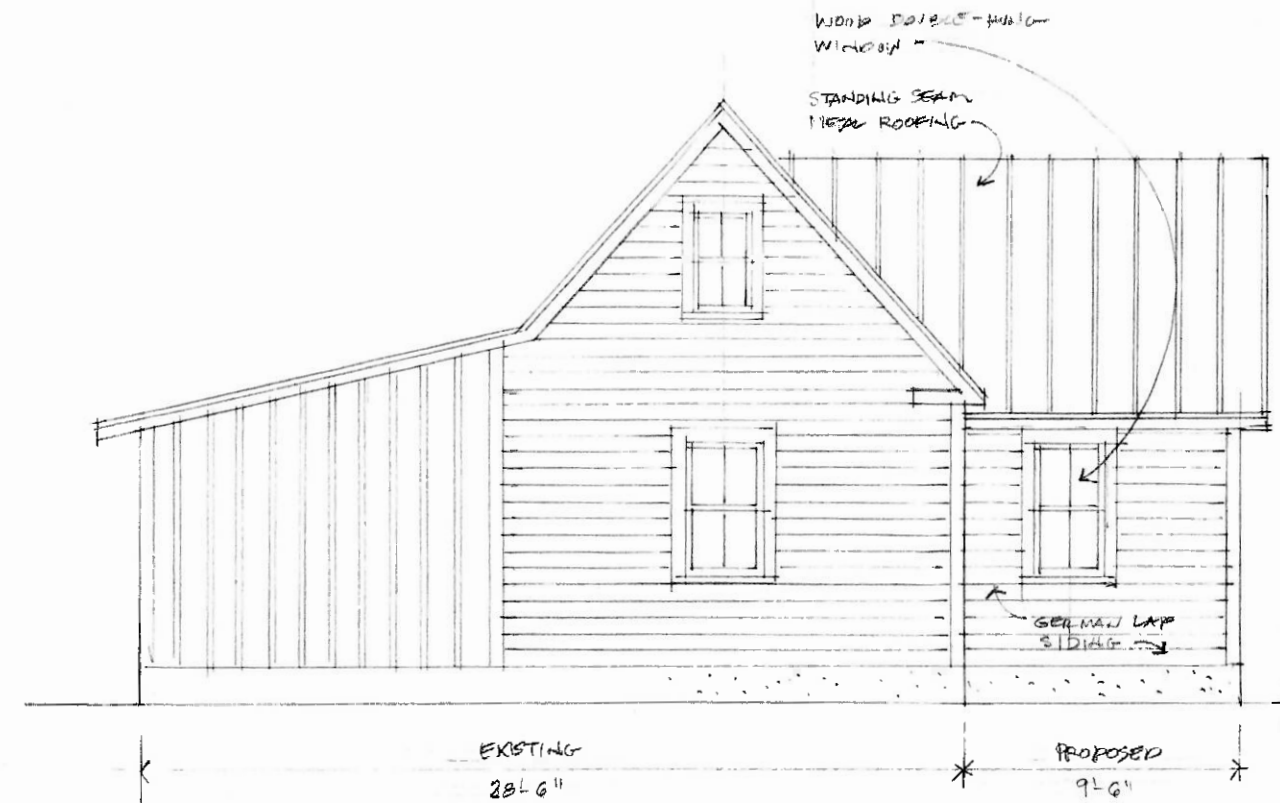 WOOD DOUBLE-HUNG
WINDOW
STANDING SEAM
METAL ROOFING
GERMAN LAP
SIDING
EXISTING
28'-6"
PROPOSED
9'-6"